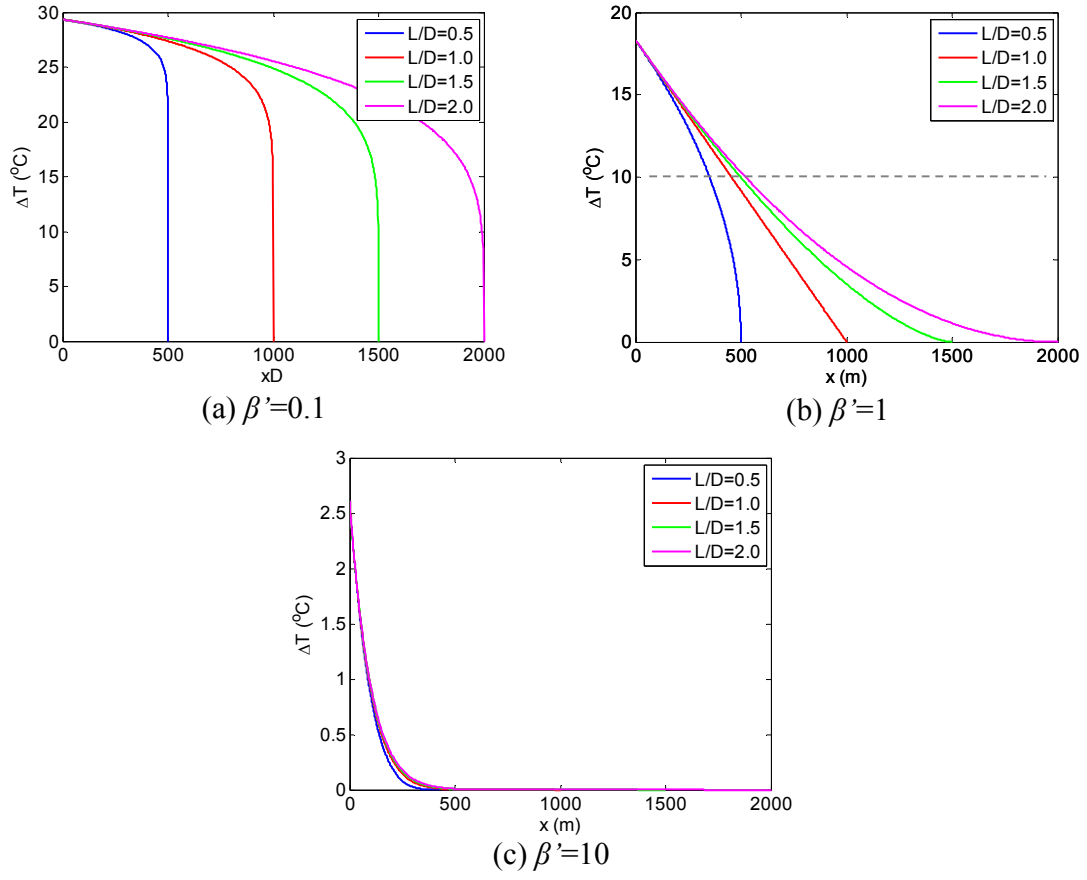 30
25
20
15
10
5
0
ΔT (°C)
0 500 1000 1500 2000
xD
L/D=0.5
L/D=1.0
L/D=1.5
L/D=2.0
(a) β’=0.1
20
15
10
5
0
ΔT (°C)
0 500 1000 1500 2000
x (m)
L/D=0.5
L/D=1.0
L/D=1.5
L/D=2.0
(b) β’=1
3
2.5
2
1.5
1
0.5
0
ΔT (°C)
0 500 1000 1500 2000
x (m)
L/D=0.5
L/D=1.0
L/D=1.5
L/D=2.0
(c) β’=10